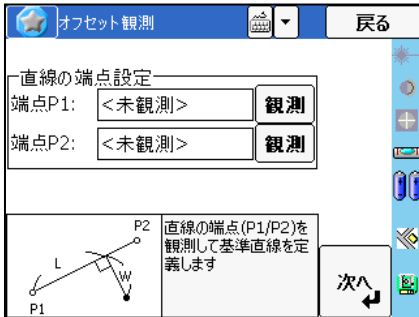 オフセット観測
戻る
直線の端点設定
端点P1: <未観測> 観測
端点P2: <未観測> 観測
P2
L
W
P1
直線の端点(P1/P2)を
観測して基準直線を定
義します
次へ